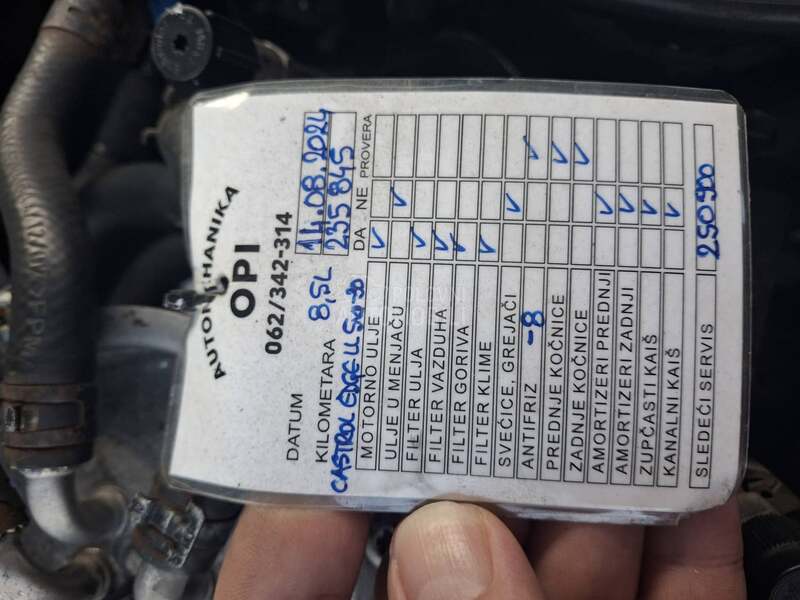 AUTOMEHANIKA
OPI
062/342-314
DATUM 14.08.2024
KILOMETARA 8,5L 235845
CASTROL EDGE LL 5w-30 DA NE PROVERA
MOTORNO ULJE ✓
ULJE U MENJAČU ✓
FILTER ULJA ✓
FILTER VAZDUHA ✓
FILTER GORIVA ✓
FILTER KLIME ✓
SVEĆICE, GREJAČI ✓
ANTIFRIZ -8 ✓
PREDNJE KOČNICE ✓
ZADNJE KOČNICE ✓
AMORTIZERI PREDNJI ✓
AMORTIZERI ZADNJI ✓
ZUPČASTI KAIŠ ✓
KANALNI KAIŠ ✓
SLEDEĆI SERVIS 250900